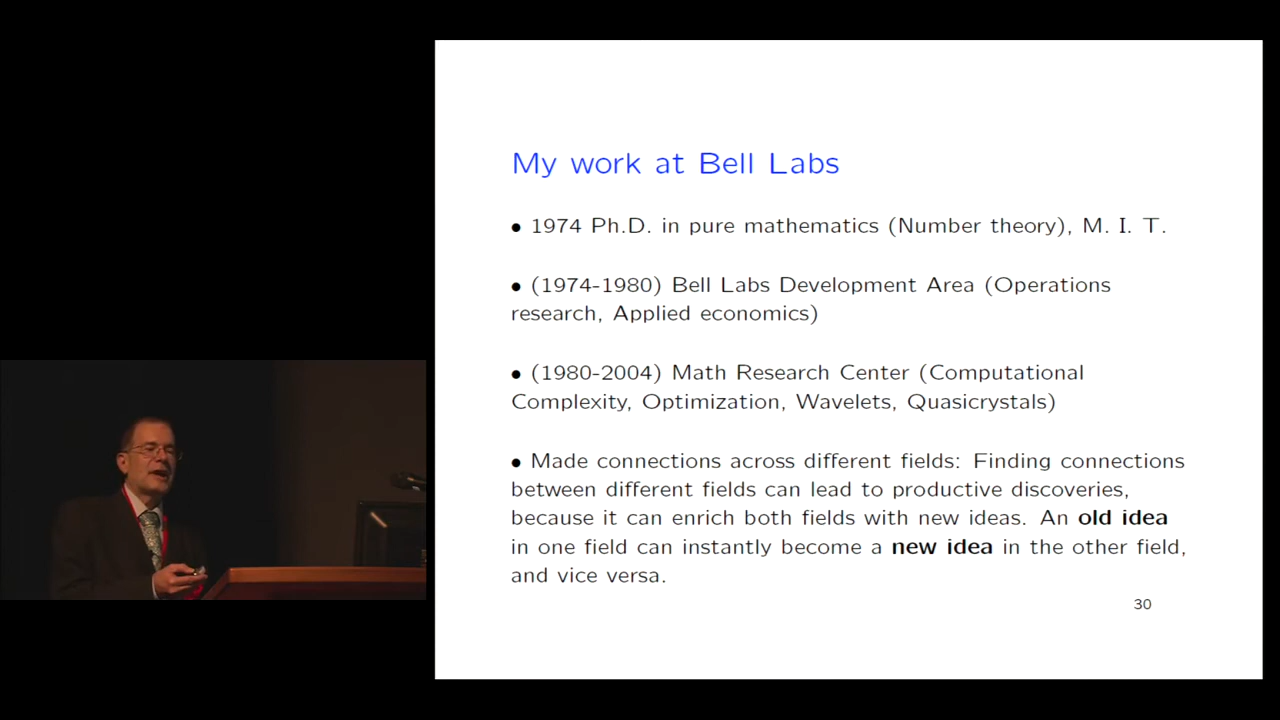 My work at Bell Labs
• 1974 Ph.D. in pure mathematics (Number theory), M. I. T.
• (1974-1980) Bell Labs Development Area (Operations
research, Applied economics)
• (1980-2004) Math Research Center (Computational
Complexity, Optimization, Wavelets, Quasicrystals)
• Made connections across different fields: Finding connections
between different fields can lead to productive discoveries,
because it can enrich both fields with new ideas. An old idea
in one field can instantly become a new idea in the other field,
and vice versa.
30